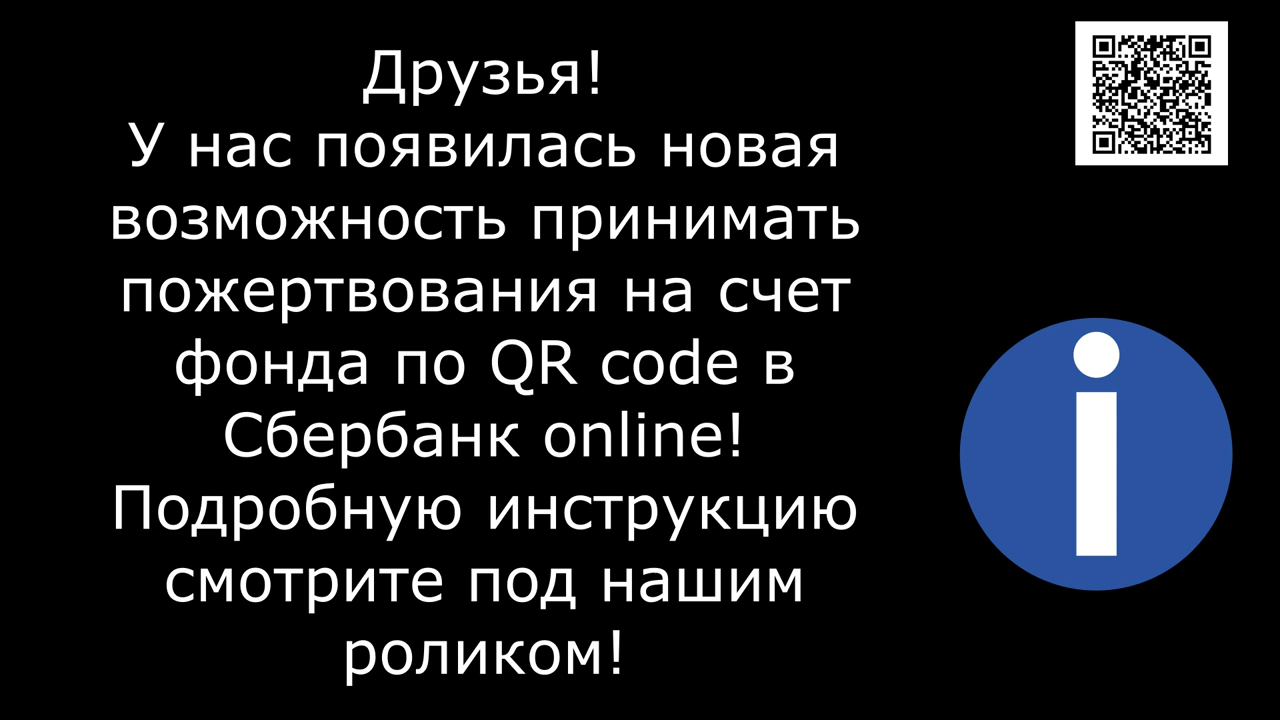 Друзья!
У нас появилась новая
возможность принимать
пожертвования на счет
фонда по QR code в
Сбербанк online!
Подробную инструкцию
смотрите под нашим
роликом!
i